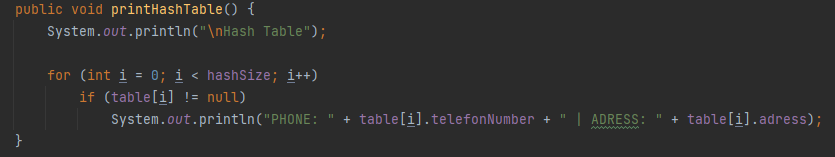 public void printHashTable() {
    System.out.println("\nHash Table");
    for (int i = 0; i < hashSize; i++)
        if (table[i] != null)
            System.out.println("PHONE: " + table[i].telefonNumber + " | ADRESS: " + table[i].adress);
}